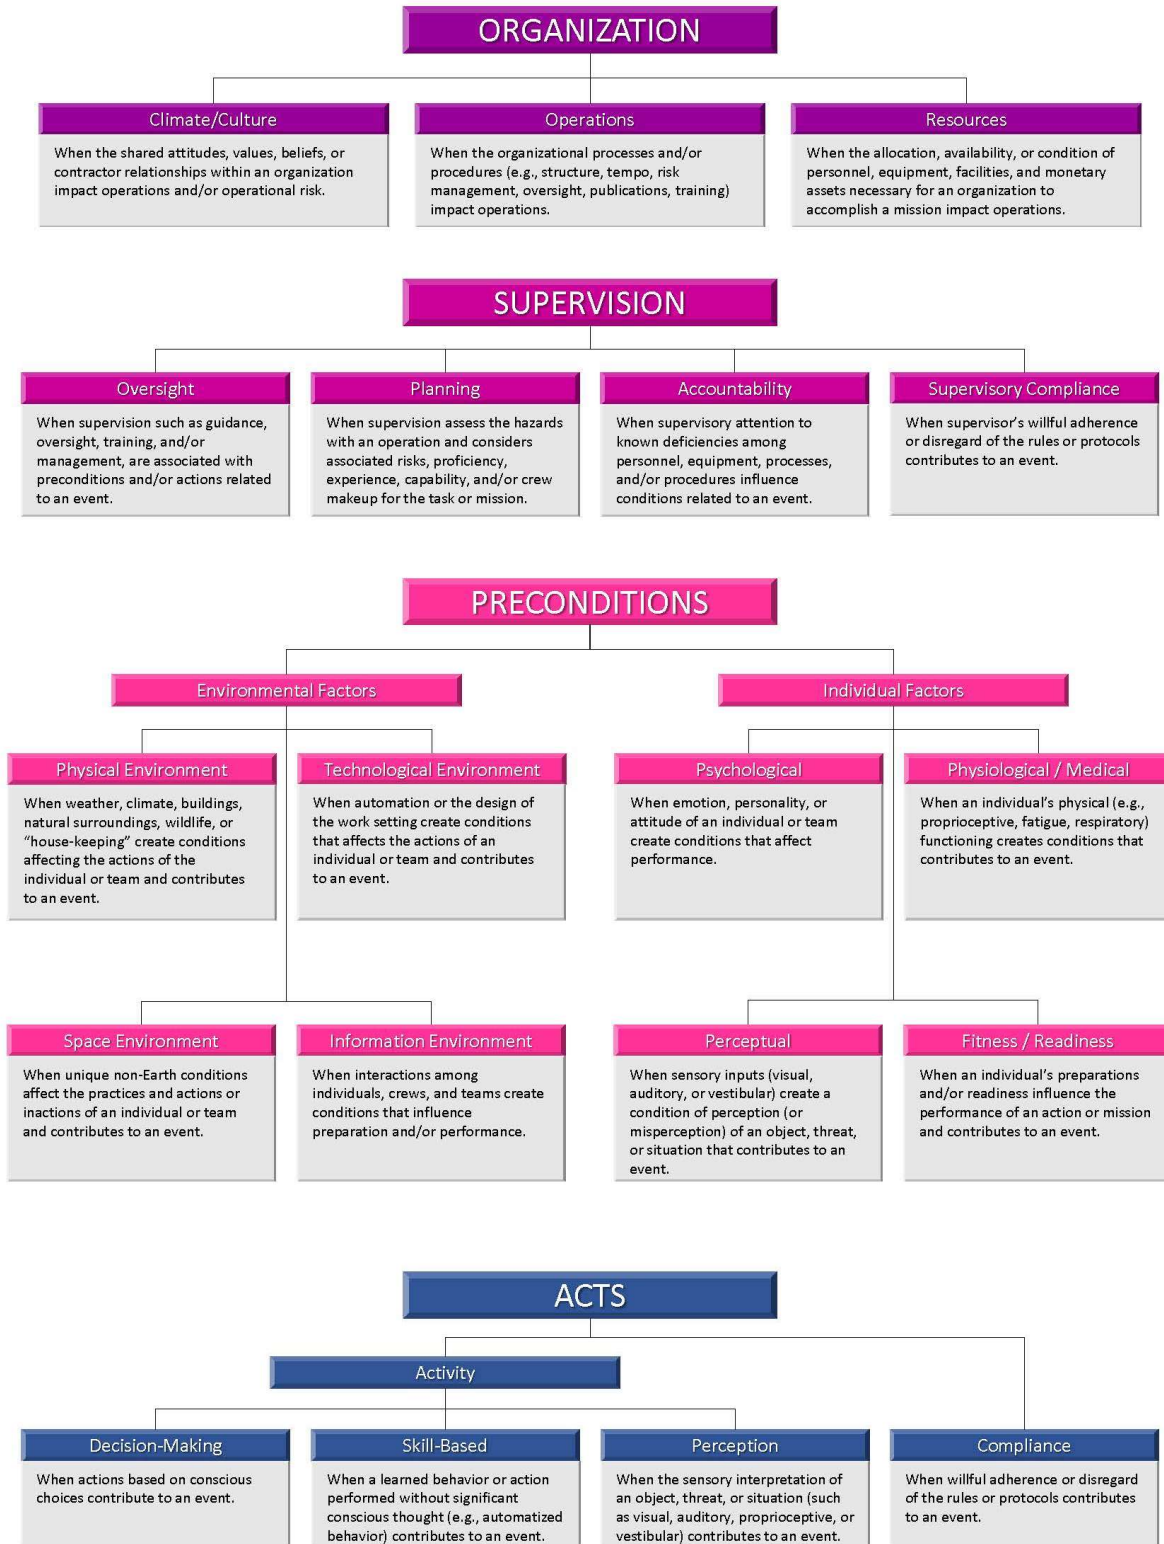 ORGANIZATION
Climate/Culture
When the shared attitudes, values, beliefs, or
contractor relationships within an organization
impact operations and/or operational risk.
Operations
When the organizational processes and/or
procedures (e.g., structure, tempo, risk
management, oversight, publications, training)
impact operations.
Resources
When the allocation, availability, or condition of
personnel, equipment, facilities, and monetary
assets necessary for an organization to
accomplish a mission impact operations.
SUPERVISION
Oversight
When supervision such as guidance,
oversight, training, and/or
management, are associated with
preconditions and/or actions related
to an event.
Planning
When supervision assess the hazards
with an operation and considers
associated risks, proficiency,
experience, capability, and/or crew
makeup for the task or mission.
Accountability
When supervisory attention to
known deficiencies among
personnel, equipment, processes,
and/or procedures influence
conditions related to an event.
Supervisory Compliance
When supervisor's willful adherence
or disregard of the rules or protocols
contributes to an event.
PRECONDITIONS
Environmental Factors
Individual Factors
Physical Environment
When weather, climate, buildings,
natural surroundings, wildlife, or
“house-keeping” create conditions
affecting the actions of the
individual or team and contributes
to an event.
Technological Environment
When automation or the design of
the work setting create conditions
that affects the actions of an
individual or team and contributes
to an event.
Psychological
When emotion, personality, or
attitude of an individual or team
create conditions that affect
performance.
Physiological / Medical
When an individual's physical (e.g.,
proprioceptive, fatigue, respiratory)
functioning creates conditions that
contributes to an event.
Space Environment
When unique non-Earth conditions
affect the practices and actions or
inactions of an individual or team
and contributes to an event.
Information Environment
When interactions among
individuals, crews, and teams create
conditions that influence
preparation and/or performance.
Perceptual
When sensory inputs (visual,
auditory, or vestibular) create a
condition of perception (or
misperception) of an object, threat,
or situation that contributes to an
event.
Fitness / Readiness
When an individual's preparations
and/or readiness influence the
performance of an action or mission
and contributes to an event.
ACTS
Activity
Decision-Making
When actions based on conscious
choices contribute to an event.
Skill-Based
When a learned behavior or action
performed without significant
conscious thought (e.g., automatized
behavior) contributes to an event.
Perception
When the sensory interpretation of
an object, threat, or situation (such
as visual, auditory, proprioceptive, or
vestibular) contributes to an event.
Compliance
When willful adherence or disregard
of the rules or protocols contributes
to an event.